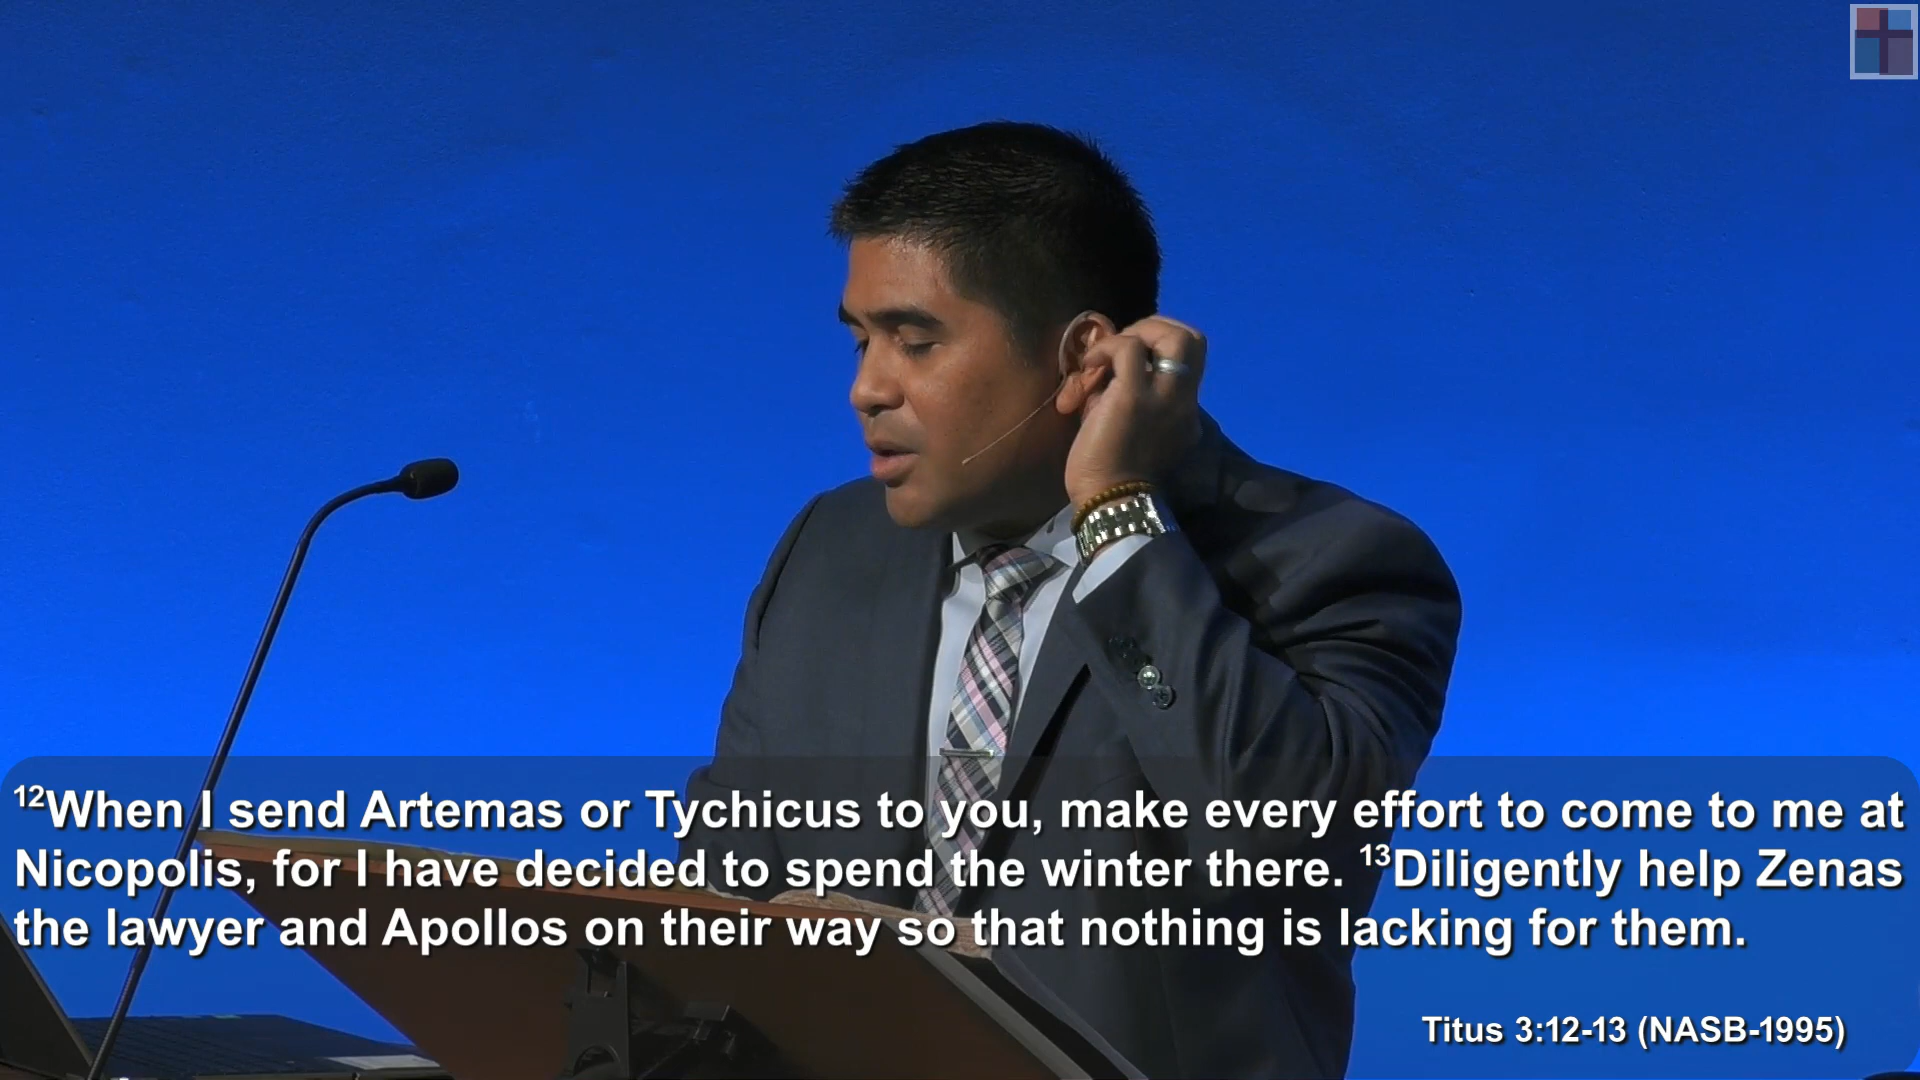 ¹²When I send Artemas or Tychicus to you, make every effort to come to me at
Nicopolis, for I have decided to spend the winter there. ¹³Diligently help Zenas
the lawyer and Apollos on their way so that nothing is lacking for them.
Titus 3:12-13 (NASB-1995)